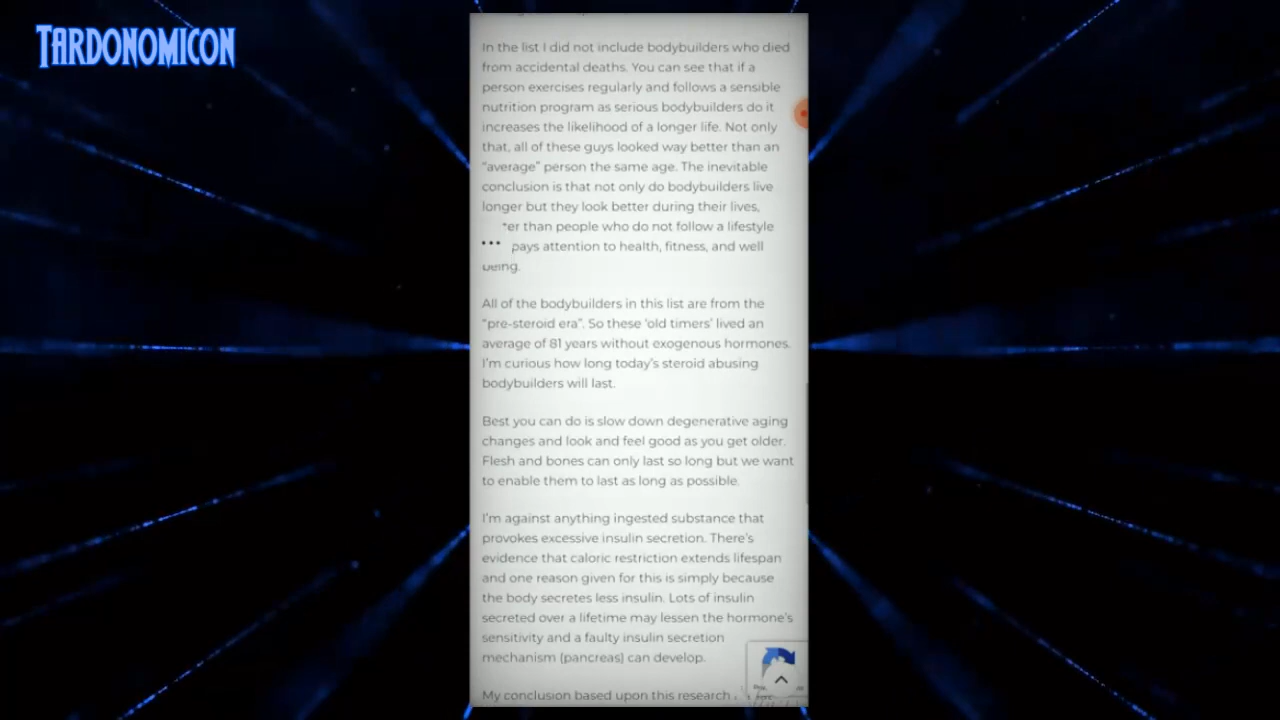 TARDONOMICON
In the list I did not include bodybuilders who died
from accidental deaths. You can see that if a
person exercises regularly and follows a sensible
nutrition program as serious bodybuilders do it
increases the likelihood of a longer life. Not only
that, all of these guys looked way better than an
“average” person the same age. The inevitable
conclusion is that not only do bodybuilders live
longer but they look better during their lives,
than people who do not follow a lifestyle
pays attention to health, fitness, and well
being.
All of the bodybuilders in this list are from the
“pre-steroid era”. So these ‘old timers’ lived an
average of 81 years without exogenous hormones.
I’m curious how long today’s steroid abusing
bodybuilders will last.
Best you can do is slow down degenerative aging
changes and look and feel good as you get older.
Flesh and bones can only last so long but we want
to enable them to last as long as possible.
I’m against anything ingested substance that
provokes excessive insulin secretion. There’s
evidence that caloric restriction extends lifespan
and one reason given for this is simply because
the body secretes less insulin. Lots of insulin
secreted over a lifetime may lessen the hormone’s
sensitivity and a faulty insulin secretion
mechanism (pancreas) can develop.
My conclusion based upon this research